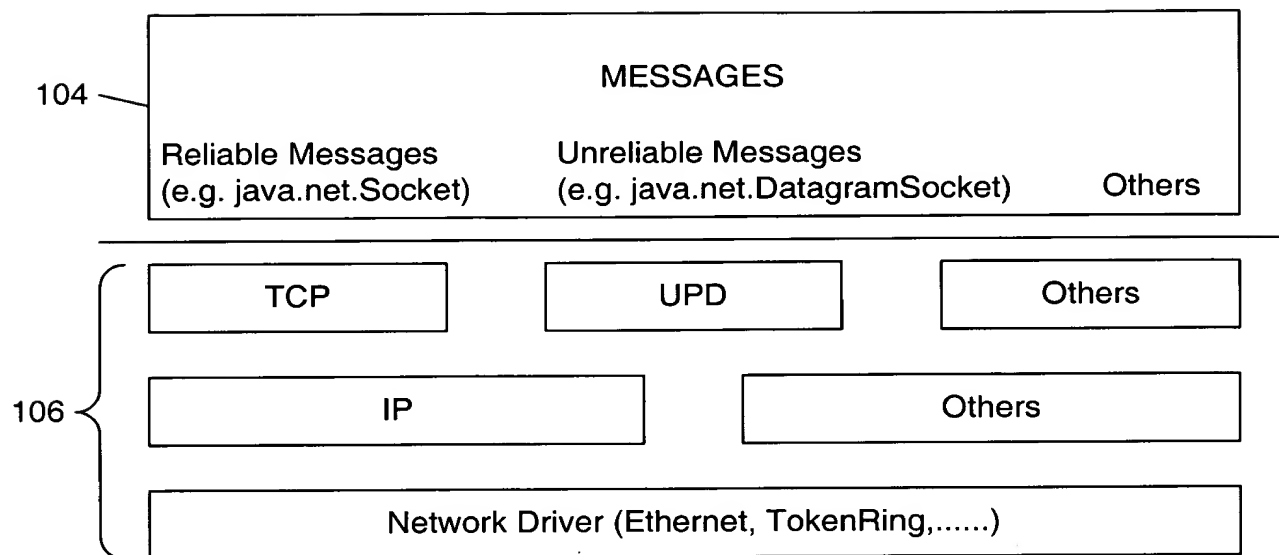 MESSAGES
104
Reliable Messages
(e.g. java.net.Socket)
Unreliable Messages
(e.g. java.net.DatagramSocket)
Others
TCP
UPD
Others
106
IP
Others
Network Driver (Ethernet, TokenRing,......)